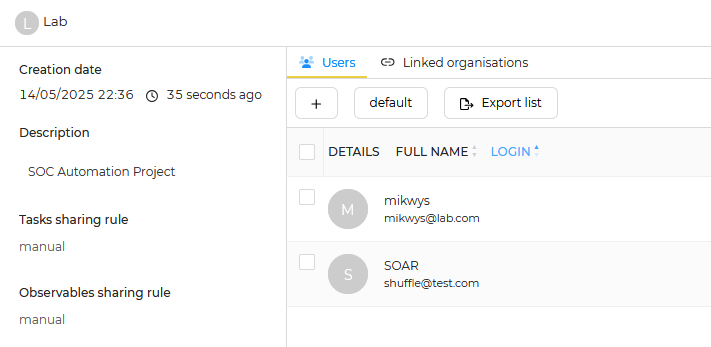 L Lab
Creation date
14/05/2025 22:36 35 seconds ago
Description
SOC Automation Project
Tasks sharing rule
manual
Observables sharing rule
manual
Users Linked organisations
+ default Export list
DETAILS FULL NAME LOGIN
M mikwys
mikwys@lab.com
S SOAR
shuffle@test.com